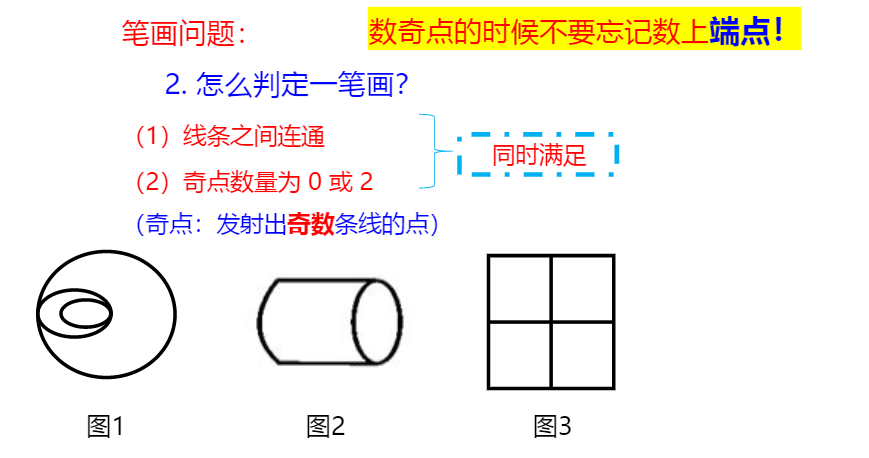 笔画问题：
数奇点的时候不要忘记数上端点！
2. 怎么判定一笔画？
（1）线条之间连通
（2）奇点数量为 0 或 2
同时满足
（奇点：发射出奇数条线的点）
图1
图2
图3